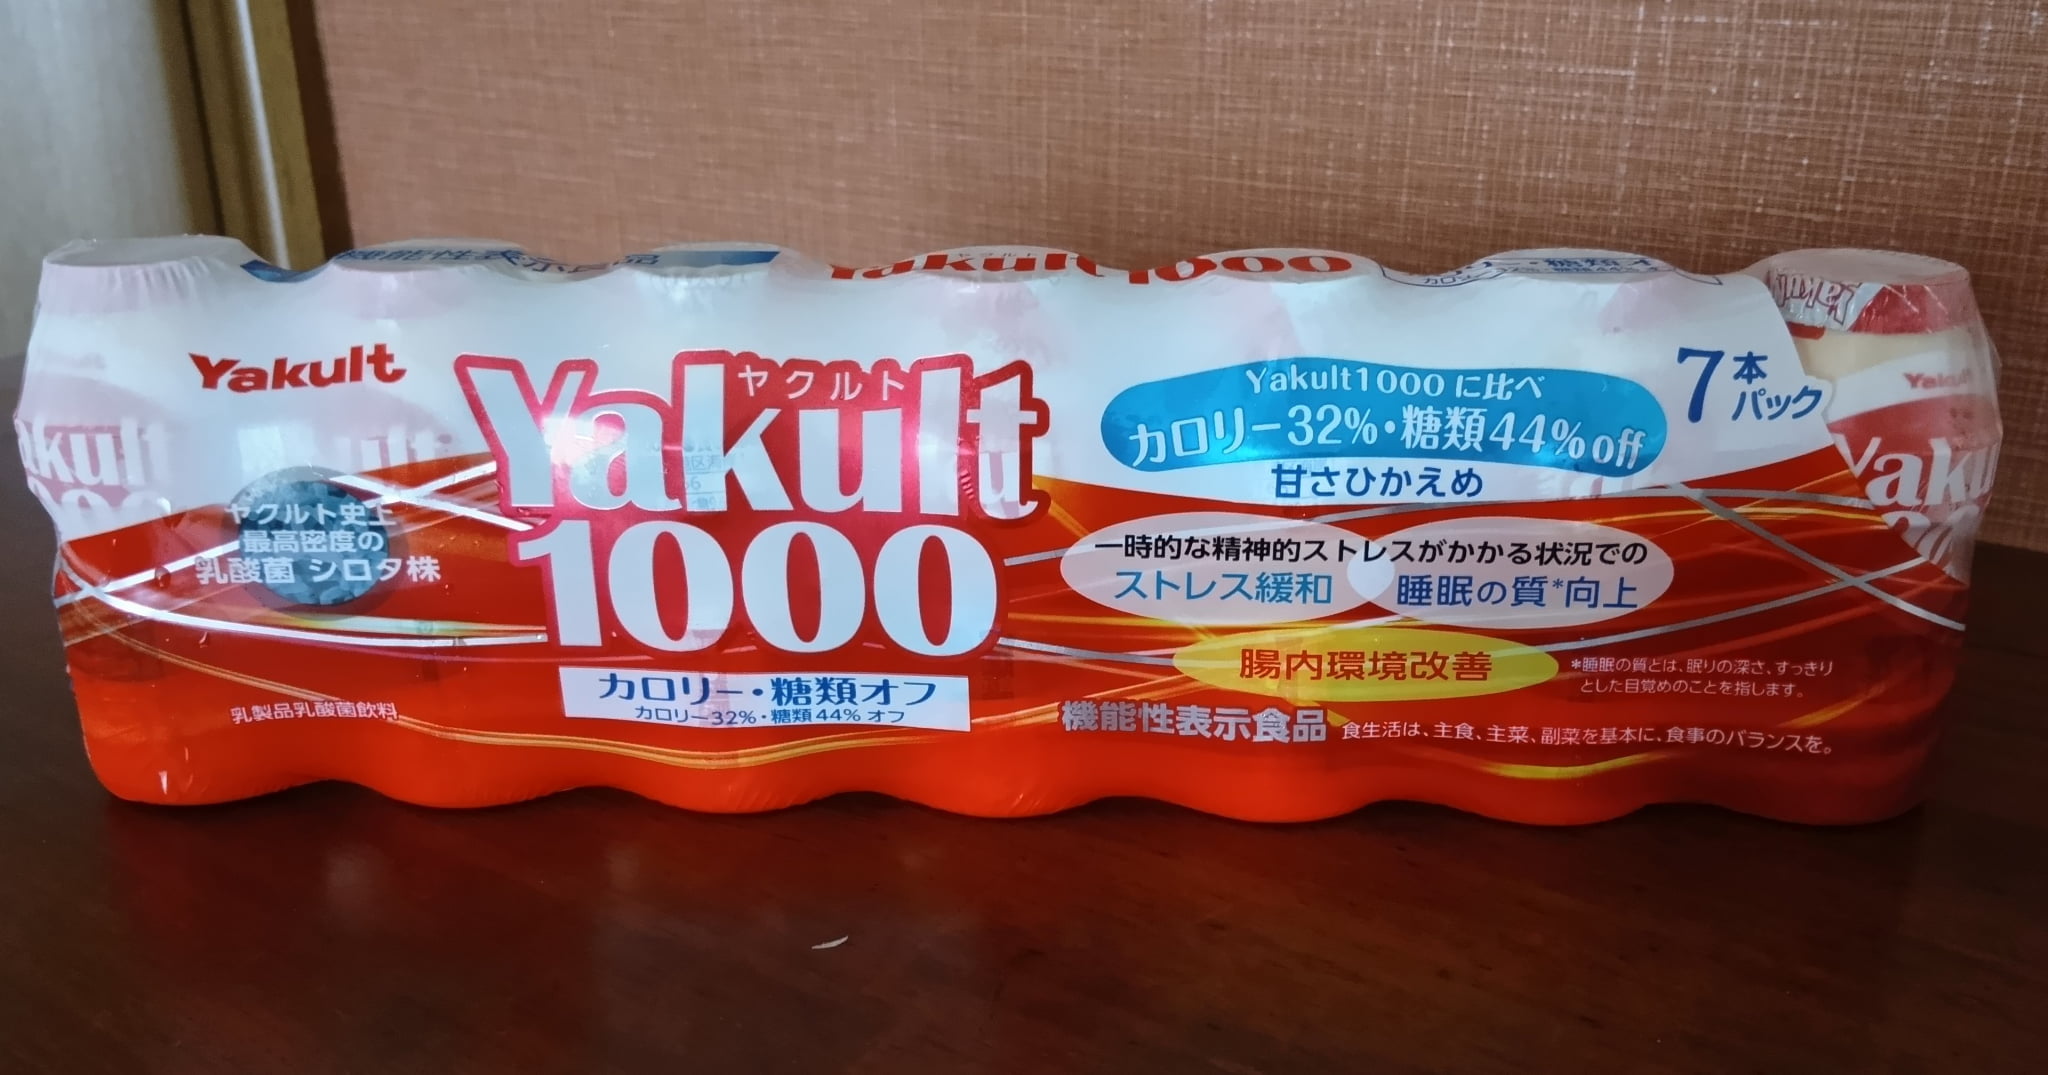 機能性表示食品
Yakult1000
Yakult
Yakult
ヤクルト
1000
カロリー・糖類オフ
カロリー32%・糖類44% オフ
ヤクルト史上
最高密度の
乳酸菌 シロタ株
乳製品乳酸菌飲料
Yakult1000 に比べ
カロリー32%・糖類44%off
甘さひかえめ
7本
パック
一時的な精神的ストレスがかかる状況での
ストレス緩和
睡眠の質*向上
腸内環境改善
*睡眠の質とは、眠りの深さ、すっきり
とした目覚めのことを指します。
機能性表示食品
食生活は、主食、主菜、副菜を基本に、食事のバランスを。
Yakult